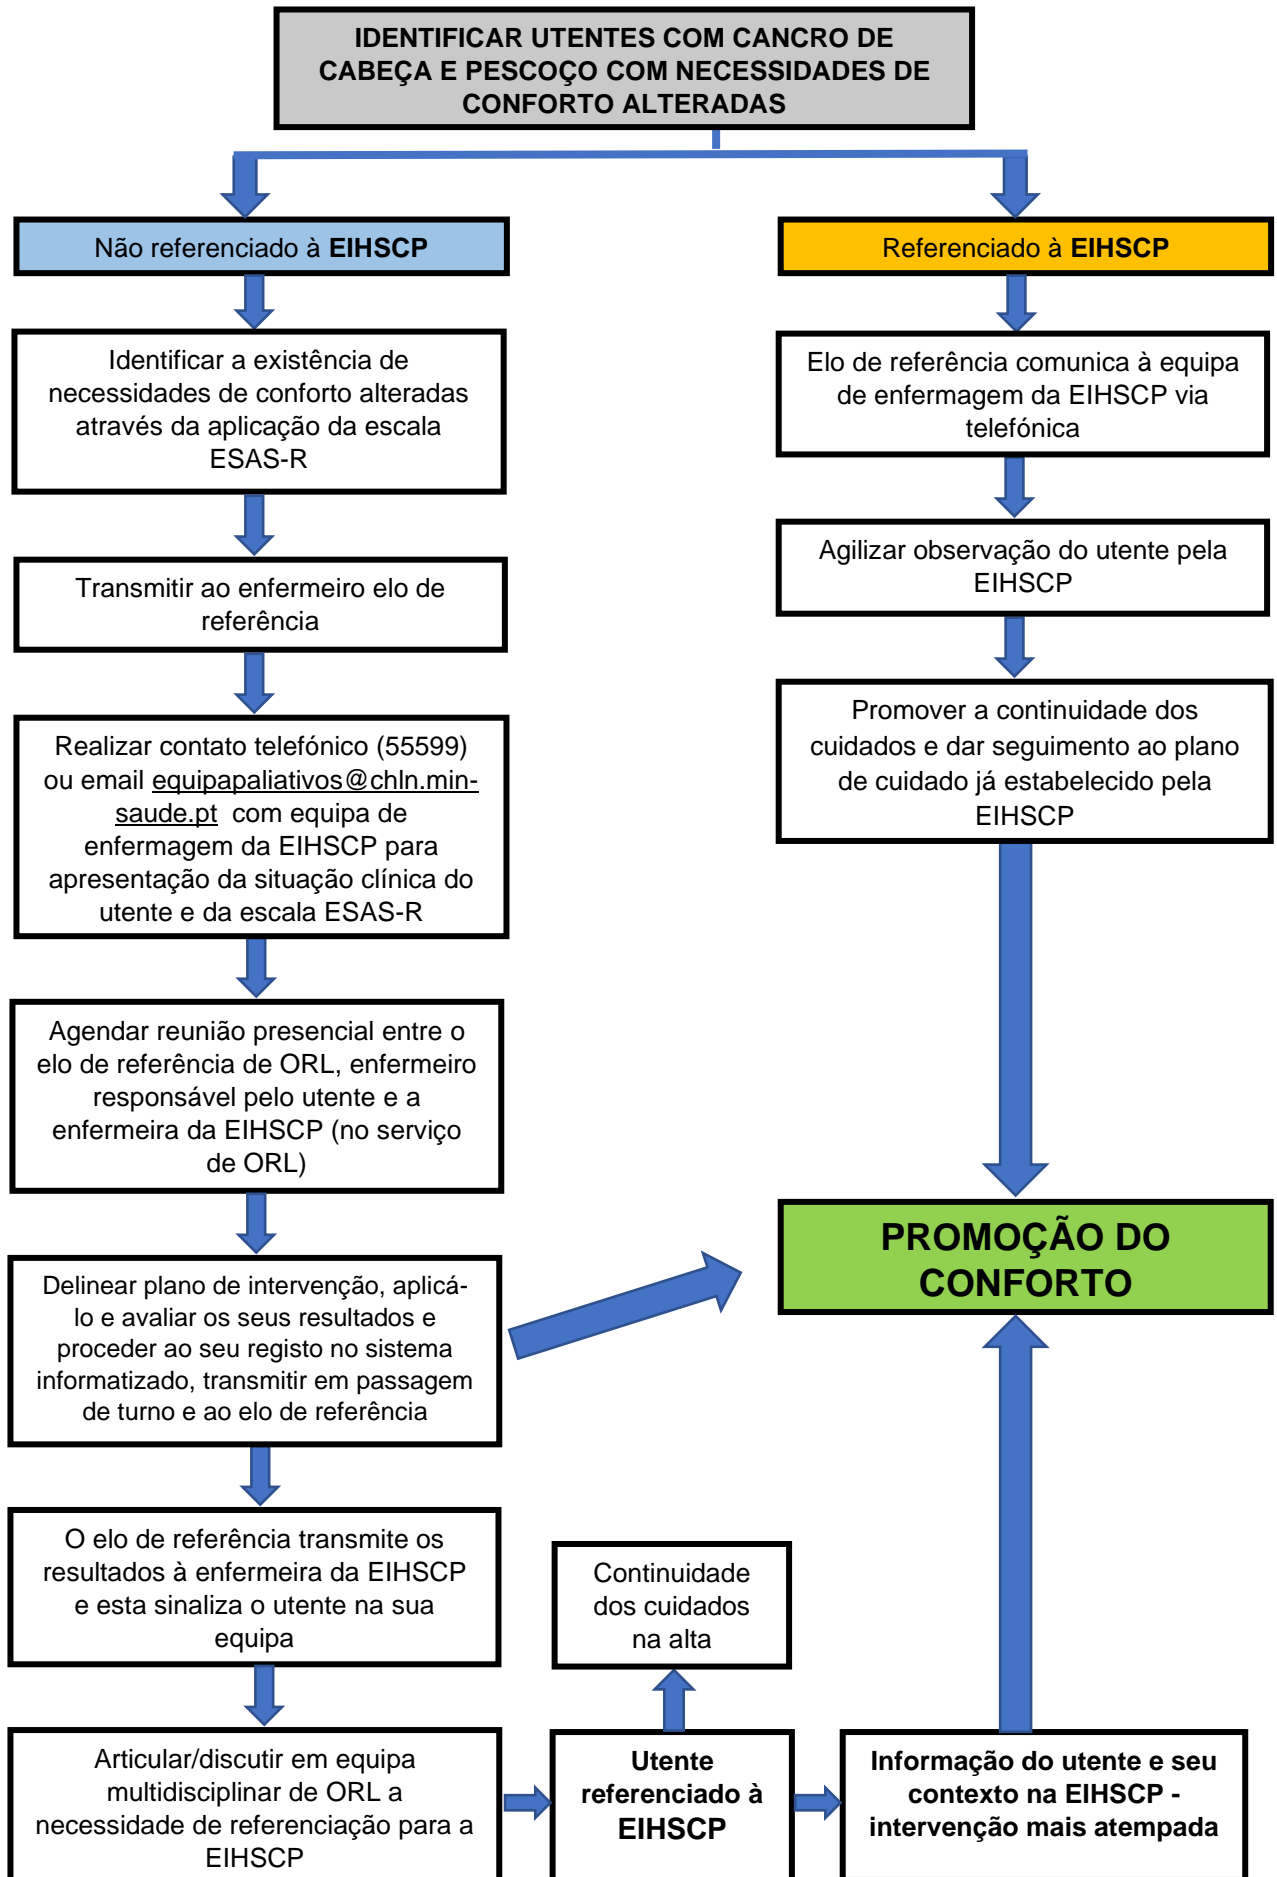 IDENTIFICAR UTENTES COM CANCRO DE
CABEÇA E PESCOÇO COM NECESSIDADES DE
CONFORTO ALTERADAS
Não referenciado à EIHSCP
Identificar a existência de
necessidades de conforto alteradas
através da aplicação da escala
ESAS-R
Transmitir ao enfermeiro elo de
referência
Realizar contato telefónico (55599)
ou email equipapaliativos@chln.min-
saude.pt com equipa de
enfermagem da EIHSCP para
apresentação da situação clínica do
utente e da escala ESAS-R
Agendar reunião presencial entre o
elo de referência de ORL, enfermeiro
responsável pelo utente e a
enfermeira da EIHSCP (no serviço
de ORL)
Delinear plano de intervenção, aplicá-
lo e avaliar os seus resultados e
proceder ao seu registo no sistema
informatizado, transmitir em passagem
de turno e ao elo de referência
O elo de referência transmite os
resultados à enfermeira da EIHSCP
e esta sinaliza o utente na sua
equipa
Articular/discutir em equipa
multidisciplinar de ORL a
necessidade de referenciação para a
EIHSCP
Continuidade
dos cuidados
na alta
Utente
referenciado à
EIHSCP
Informação do utente e seu
contexto na EIHSCP -
intervenção mais atempada
Referenciado à EIHSCP
Elo de referência comunica à equipa
de enfermagem da EIHSCP via
telefónica
Agilizar observação do utente pela
EIHSCP
Promover a continuidade dos
cuidados e dar seguimento ao plano
de cuidado já estabelecido pela
EIHSCP
PROMOÇÃO DO
CONFORTO